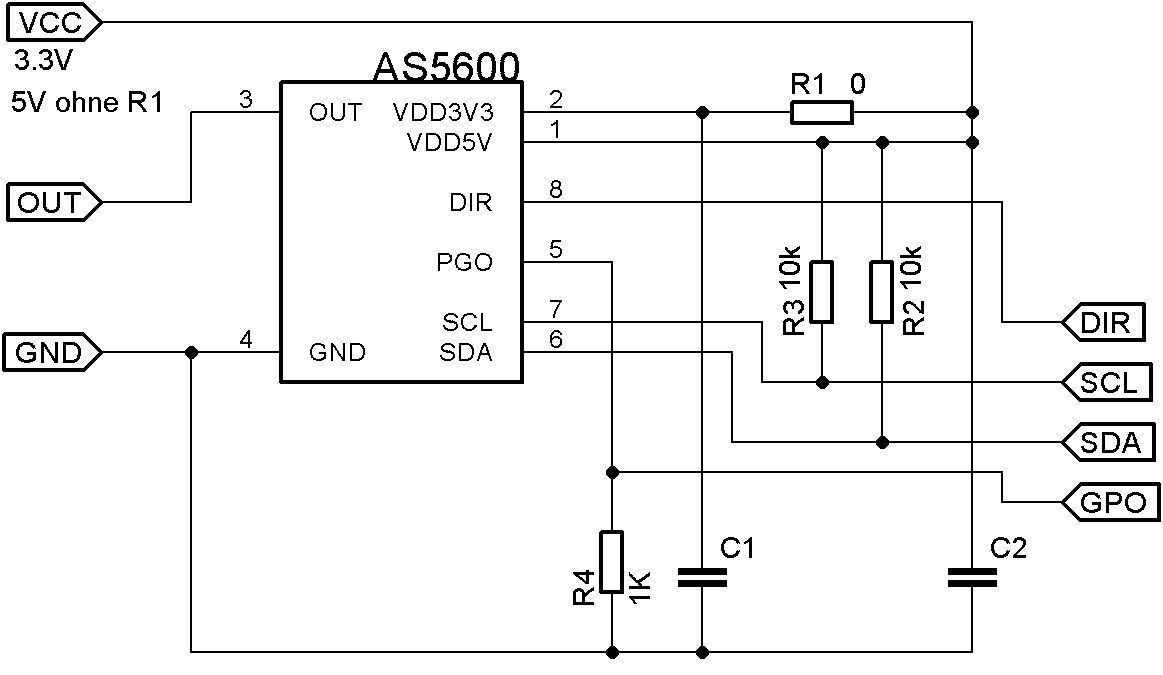 VCC
3.3V
5V ohne R1
AS5600
R1 0
3
OUT
VDD3V3
2
VDD5V
1
OUT
DIR
8
PGO
5
R3 10k
R2 10k
SCL
7
DIR
GND
4
GND
SDA
6
SCL
SDA
GPO
C1
C2
R4
1K